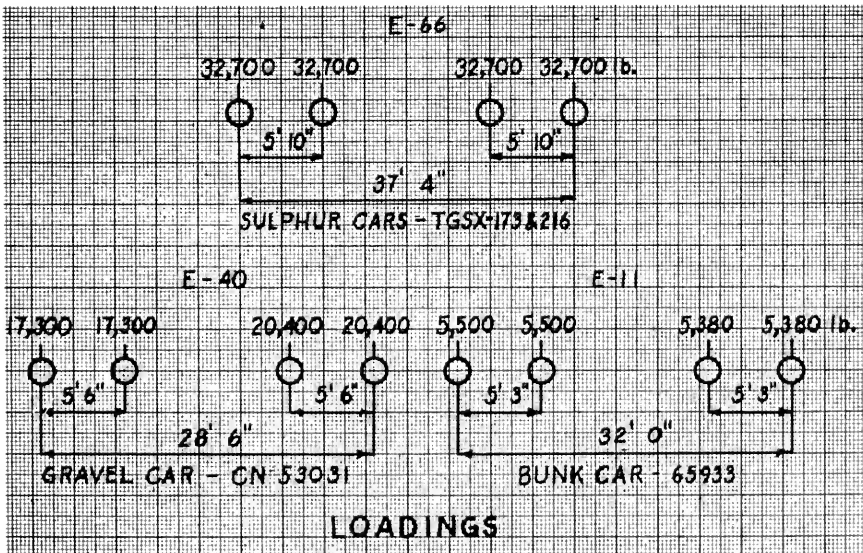 E-66
32,700 32,700 32,700 32,700 lb.
5' 10" 5' 10"
37' 4"
SULPHUR CARS - TGSX-173 & 216
E-40 E-11
17,300 17,300 20,400 20,400 5,500 5,500 5,380 5,380 lb.
5' 6" 5' 6" 5' 3" 5' 3"
28' 6" 32' 0"
GRAVEL CAR - CN 53031 BUNK CAR - 65933
LOADINGS